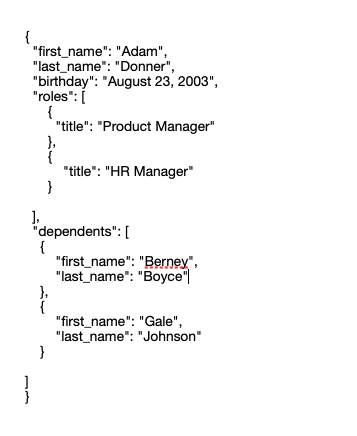 {
"first_name": "Adam",
"last_name": "Donner",
"birthday": "August 23, 2003",
"roles": [
{
"title": "Product Manager"
},
{
"title": "HR Manager"
}
],
"dependents": [
{
"first_name": "Berney",
"last_name": "Boyce"
},
{
"first_name": "Gale",
"last_name": "Johnson"
}
]
}